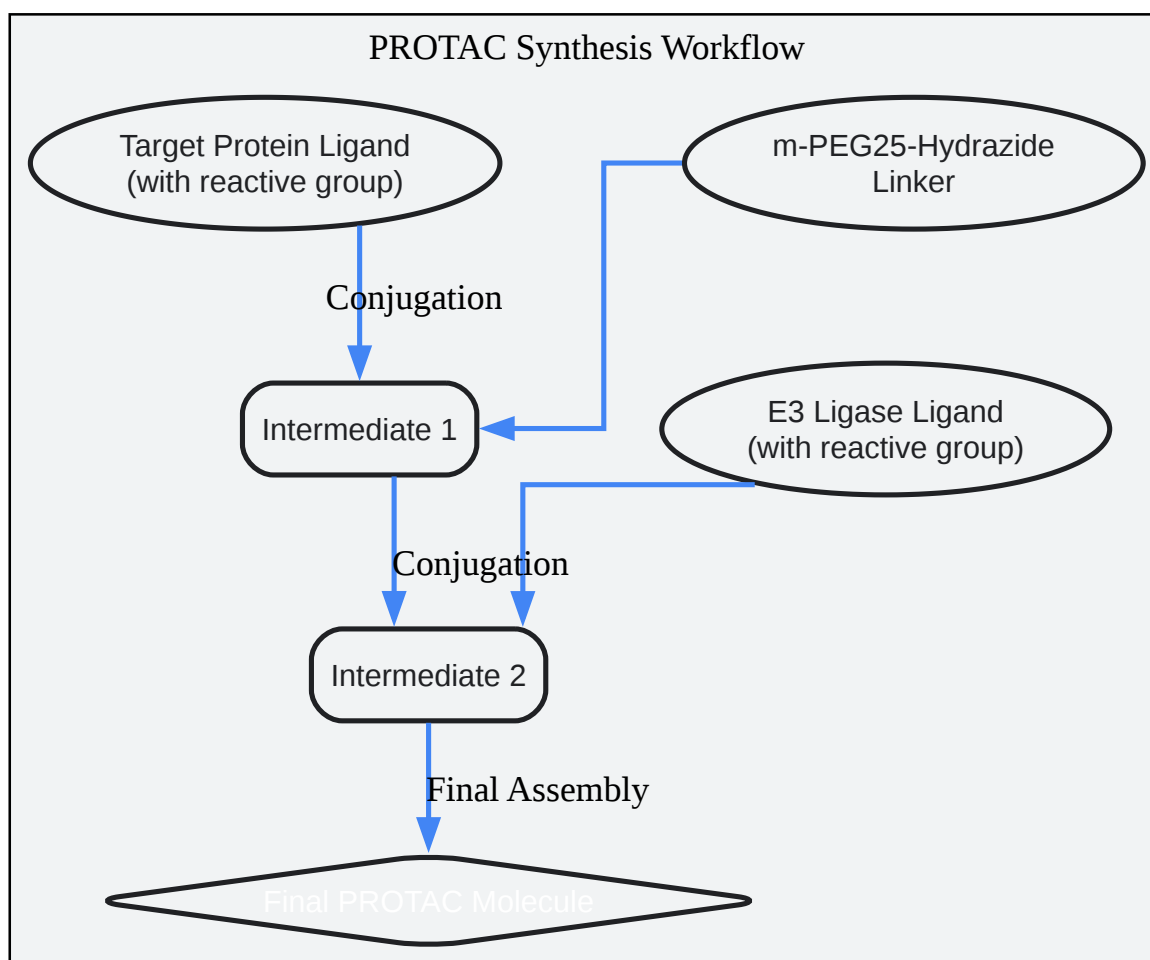 PROTAC Synthesis Workflow
Target Protein Ligand
(with reactive group)
m-PEG25-Hydrazide
Linker
Conjugation
Intermediate 1
E3 Ligase Ligand
(with reactive group)
Conjugation
Intermediate 2
Final Assembly
Final PROTAC Molecule